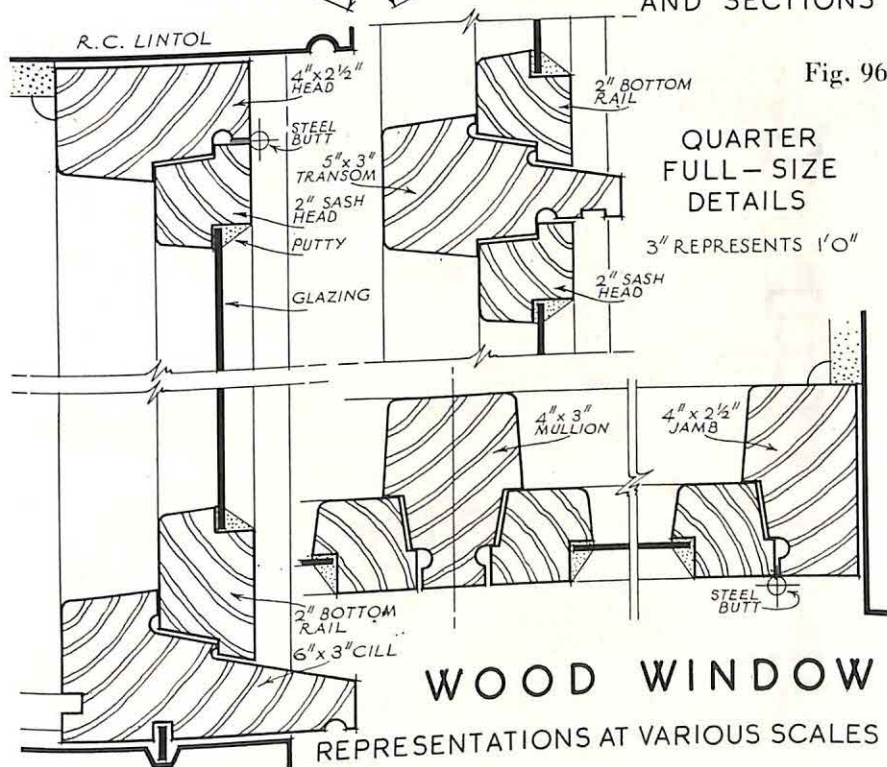 AND SECTIONS
R.C. LINTOL
Fig. 96
4" x 2½"
HEAD
STEEL
BUTT
5" x 3"
TRANSOM
2" SASH
HEAD
PUTTY
GLAZING
2" BOTTOM
RAIL
QUARTER
FULL-SIZE
DETAILS
3" REPRESENTS 1'0"
2" SASH
HEAD
4" x 3"
MULLION
4" x 2½"
JAMB
STEEL
BUTT
2" BOTTOM
RAIL
6" x 3" CILL
WOOD WINDOW
REPRESENTATIONS AT VARIOUS SCALES